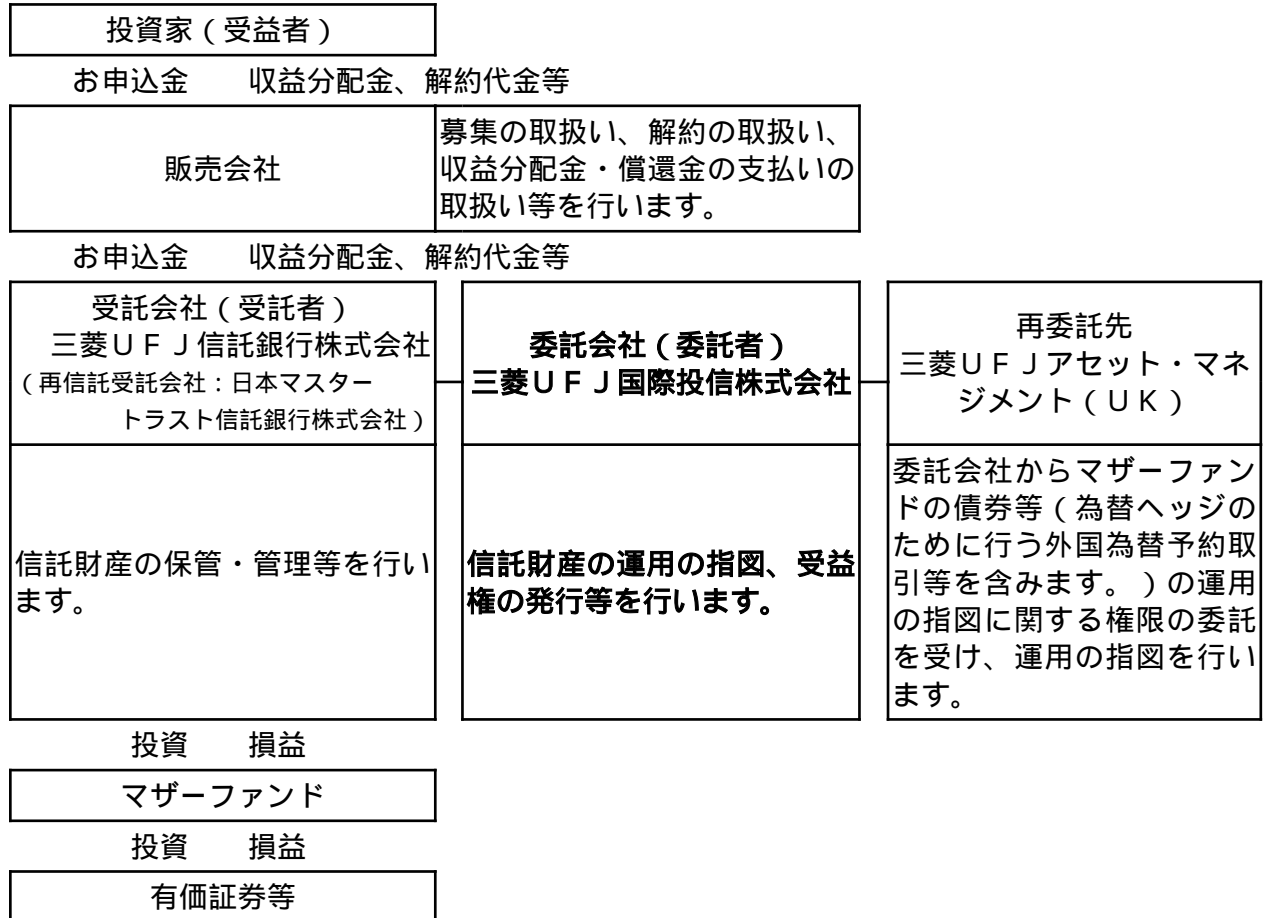 投資家（受益者）
お申込金　　収益分配金、解約代金等
販売会社
募集の取扱い、解約の取扱い、
収益分配金・償還金の支払いの
取扱い等を行います。
お申込金　　収益分配金、解約代金等
受託会社（受託者）
三菱ＵＦＪ信託銀行株式会社
（再信託受託会社：日本マスター
トラスト信託銀行株式会社）
委託会社（委託者）
三菱ＵＦＪ国際投信株式会社
再委託先
三菱ＵＦＪアセット・マネ
ジメント（ＵＫ）
信託財産の保管・管理等を行い
ます。
信託財産の運用の指図、受益
権の発行等を行います。
委託会社からマザーファン
ドの債券等（為替ヘッジの
ために行う外国為替予約取
引等を含みます。）の運用
の指図に関する権限の委託
を受け、運用の指図を行い
ます。
投資　　損益
マザーファンド
投資　　損益
有価証券等